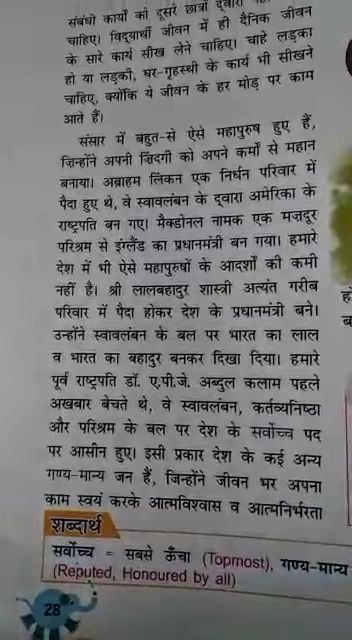 संबंधी कार्यों को दूसरे छात्रों द्वारा
चाहिए। विद्यार्थी जीवन में ही दैनिक जीवन
के सारे कार्य सीख लेने चाहिए। चाहे लड़का
हो या लड़की, घर-गृहस्थी के कार्य भी सीखने
चाहिए, क्योंकि ये जीवन के हर मोड़ पर काम
आते हैं।
संसार में बहुत-से ऐसे महापुरुष हुए हैं,
जिन्होंने अपनी ज़िंदगी को अपने कर्मों से महान
बनाया। अब्राहम लिंकन एक निर्धन परिवार में
पैदा हुए थे, वे स्वावलंबन के द्वारा अमेरिका के
राष्ट्रपति बन गए। मैक्डोनल नामक एक मज़दूर
परिश्रम से इंग्लैंड का प्रधानमंत्री बन गया। हमारे
देश में भी ऐसे महापुरुषों के आदर्शों की कमी
नहीं है। श्री लालबहादुर शास्त्री अत्यंत गरीब
परिवार में पैदा होकर देश के प्रधानमंत्री बने।
उन्होंने स्वावलंबन के बल पर भारत का लाल
व भारत का बहादुर बनकर दिखा दिया। हमारे
पूर्व राष्ट्रपति डॉ. ए.पी.जे. अब्दुल कलाम पहले
अखबार बेचते थे, वे स्वावलंबन, कर्तव्यनिष्ठा
और परिश्रम के बल पर देश के सर्वोच्च पद
पर आसीन हुए। इसी प्रकार देश के कई अन्य
गण्य-मान्य जन हैं, जिन्होंने जीवन भर अपना
काम स्वयं करके आत्मविश्वास व आत्मनिर्भरता
शब्दार्थ
सर्वोच्च = सबसे ऊँचा (Topmost), गण्य-मान्य
(Reputed, Honoured by all)
28